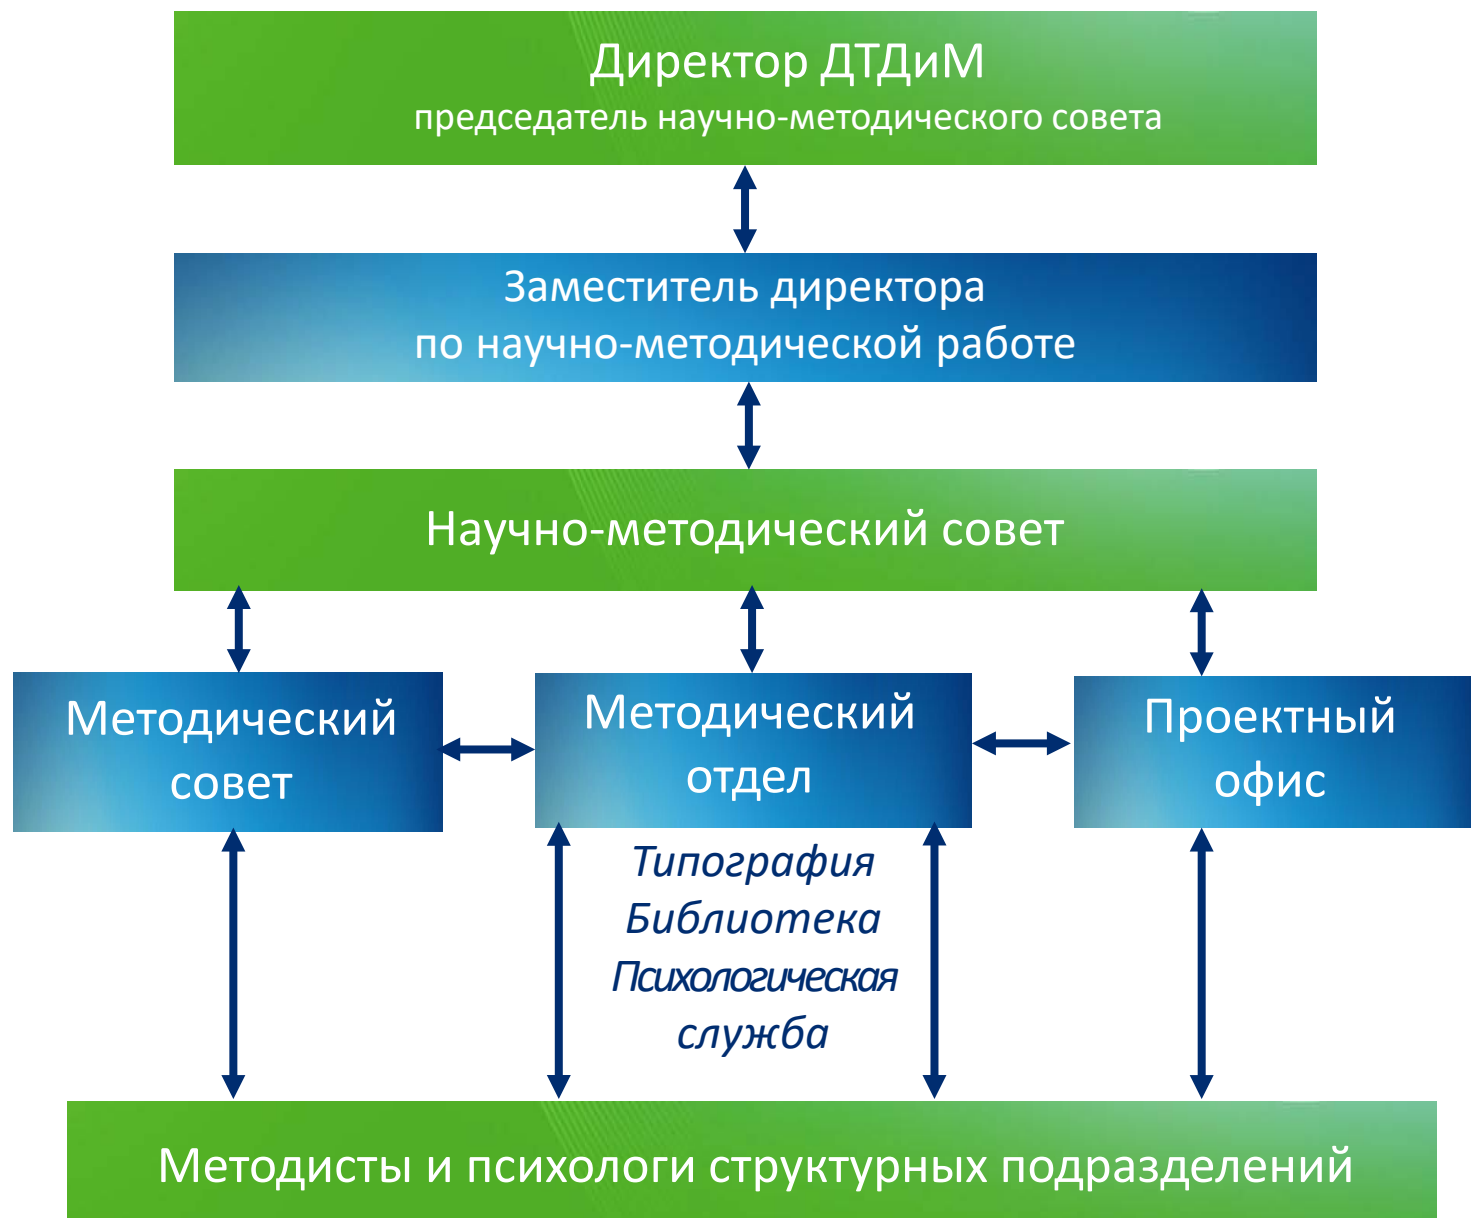 Директор ДТДиМ
председатель научно-методического совета
Заместитель директора
по научно-методической работе
Научно-методический совет
Методический
совет
Методический
отдел
Проектный
офис
Типография
Библиотека
Психологическая
служба
Методисты и психологи структурных подразделений